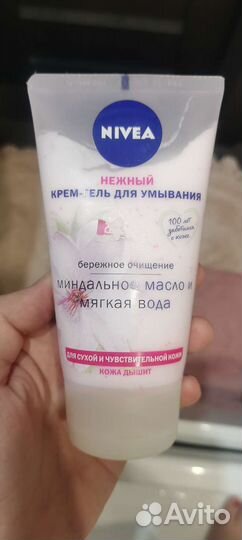 NIVEA
НЕЖНЫЙ
КРЕМ-ГЕЛЬ ДЛЯ УМЫВАНИЯ
100 лет
заботимся
о коже
бережное очищение
миндальное масло и
мягкая вода
ДЛЯ СУХОЙ И ЧУВСТВИТЕЛЬНОЙ КОЖИ
КОЖА ДЫШИТ
Avito